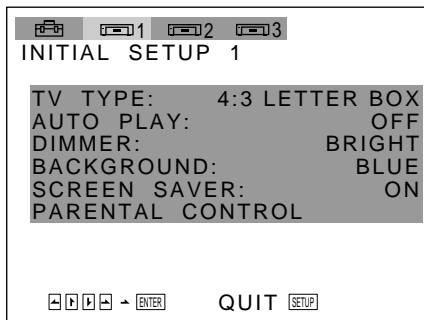 1 2 3
INITIAL SETUP 1
TV TYPE: 4:3 LETTER BOX
AUTO PLAY: OFF
DIMMER: BRIGHT
BACKGROUND: BLUE
SCREEN SAVER: ON
PARENTAL CONTROL
ENTER QUIT SETUP